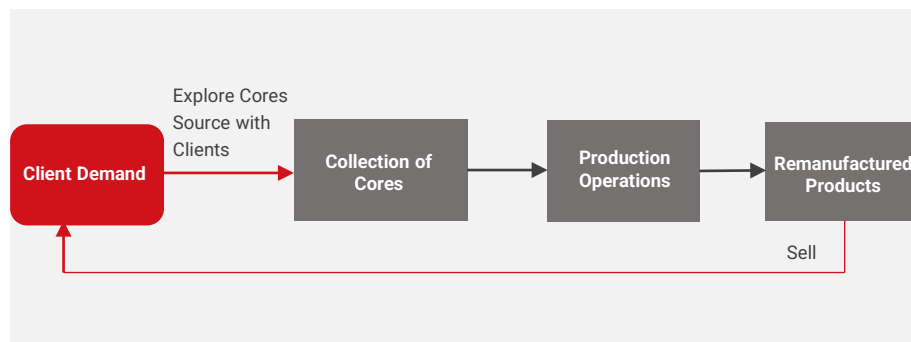 Explore Cores
Source with
Clients
Client Demand
Collection of
Cores
Production
Operations
Remanufactured
Products
Sell